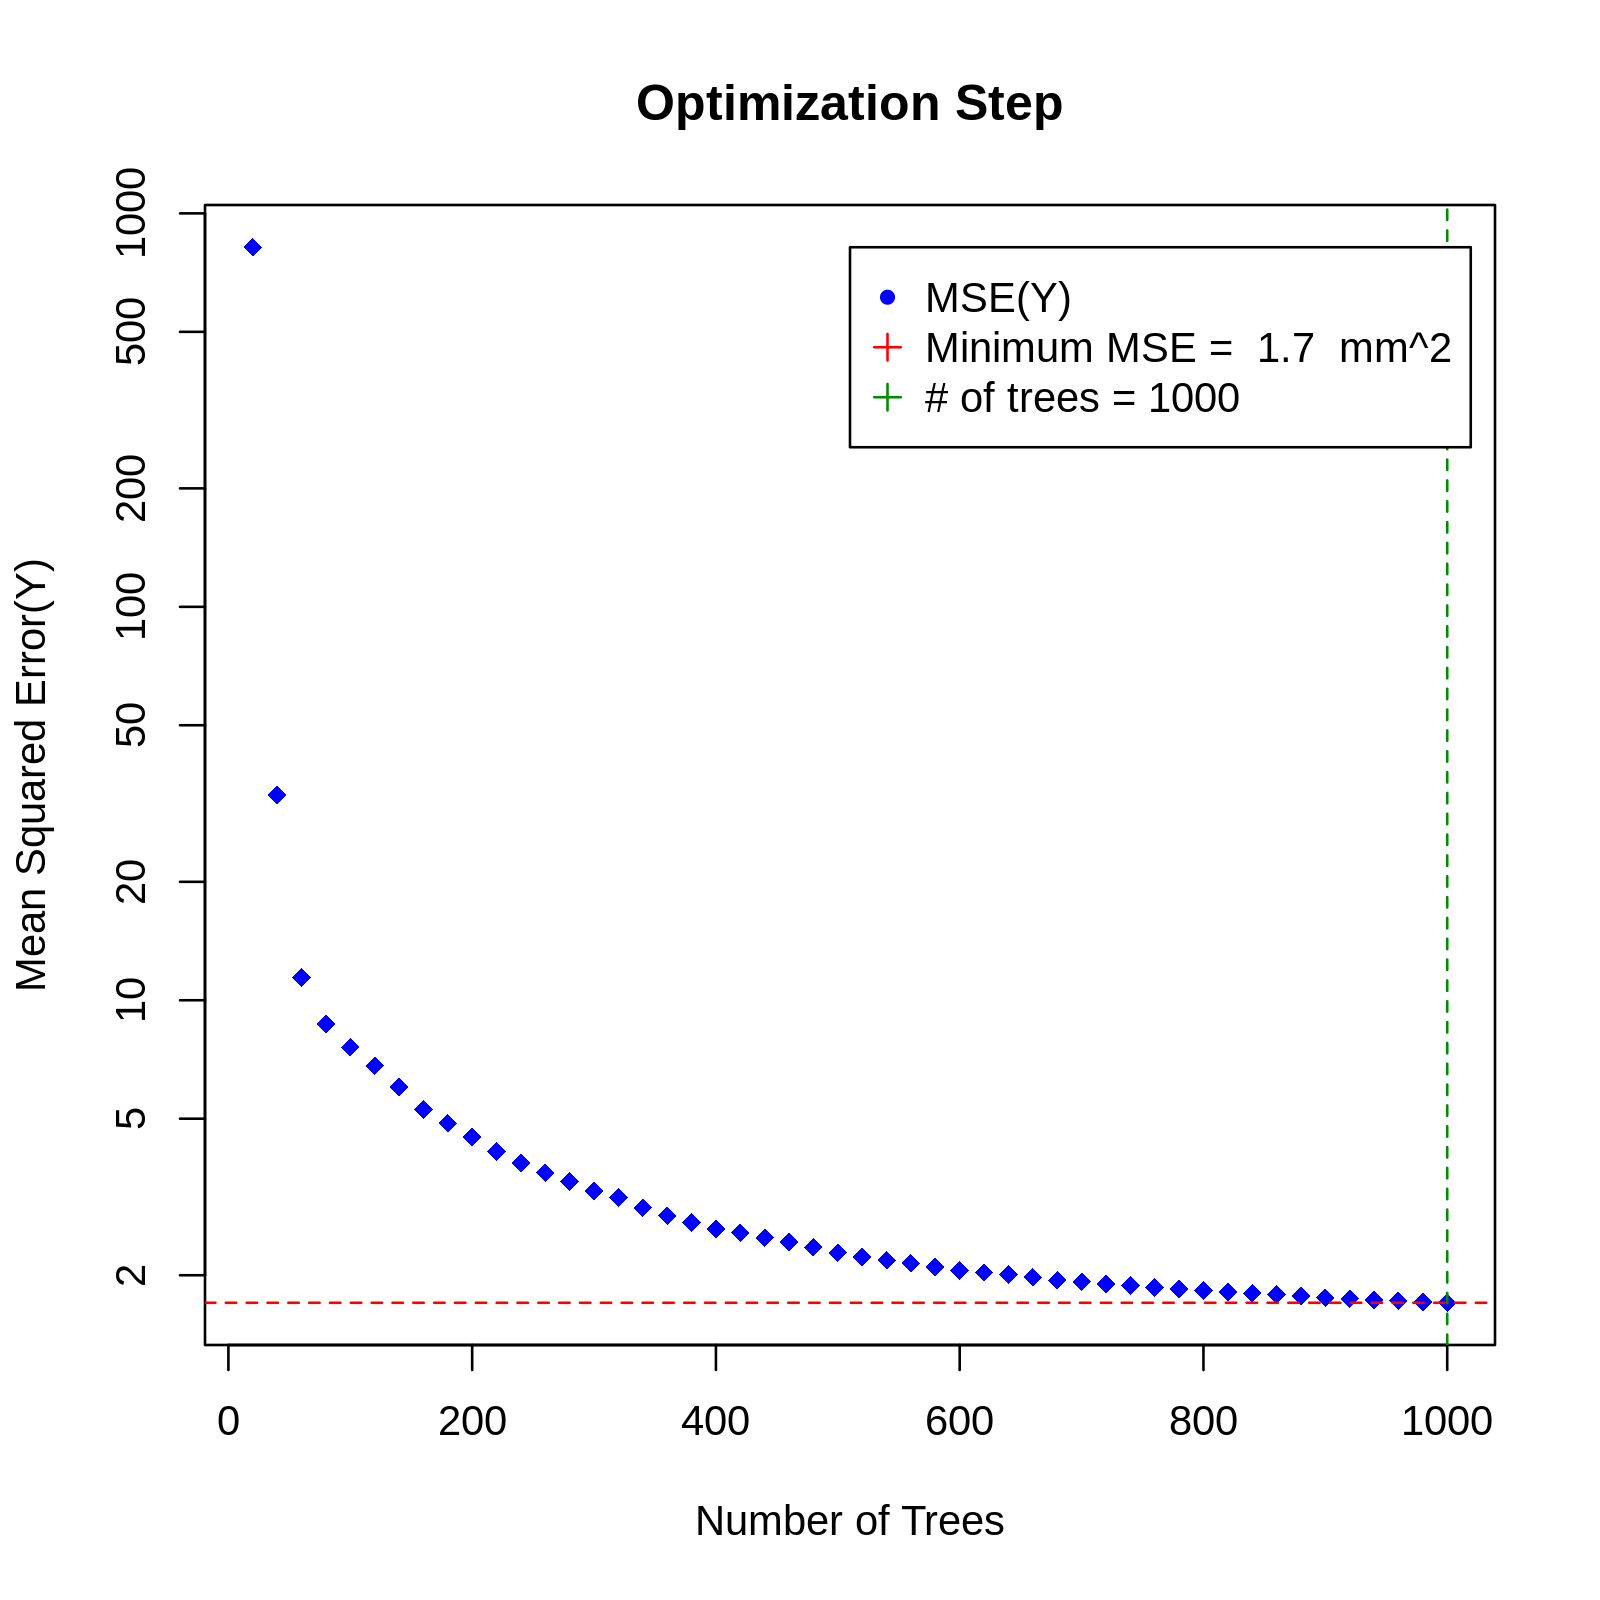 Optimization Step
Mean Squared Error(Y)
1000
500
200
100
50
20
10
5
2
MSE(Y)
Minimum MSE =  1.7  mm^2
# of trees = 1000
0 200 400 600 800 1000
Number of Trees